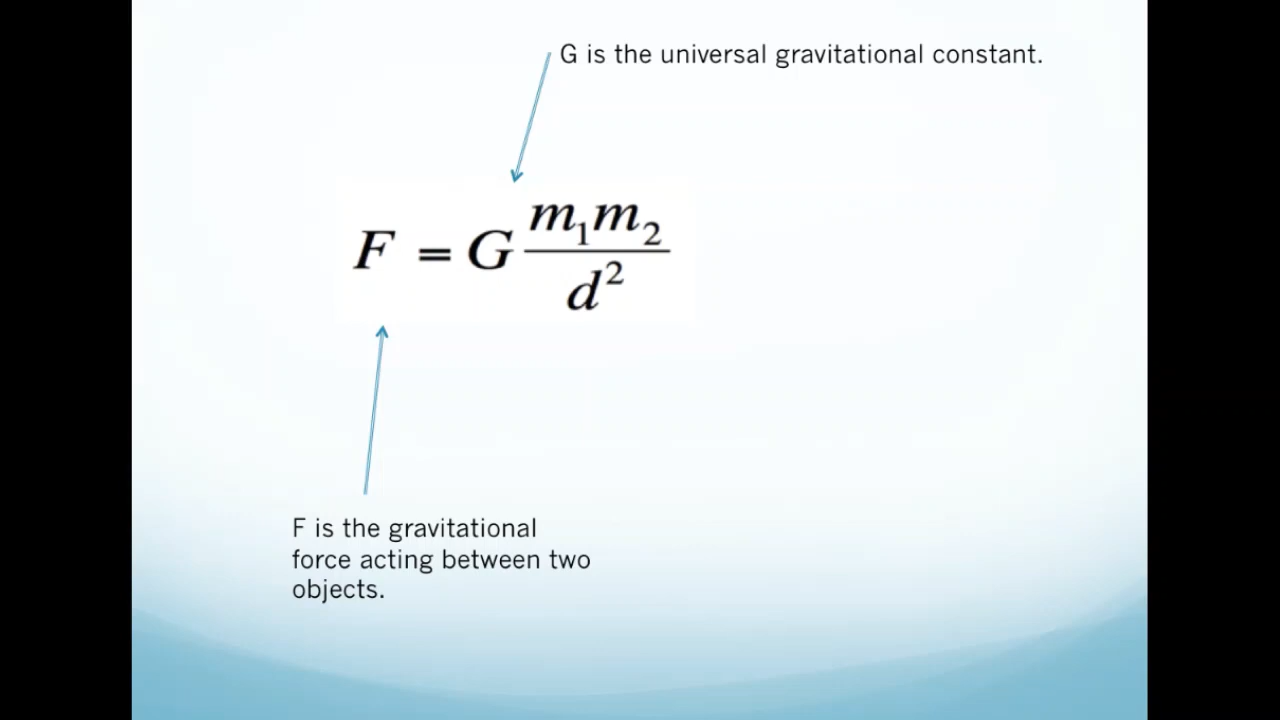 G is the universal gravitational constant.
F = G m₁m₂
d²
F is the gravitational
force acting between two
objects.